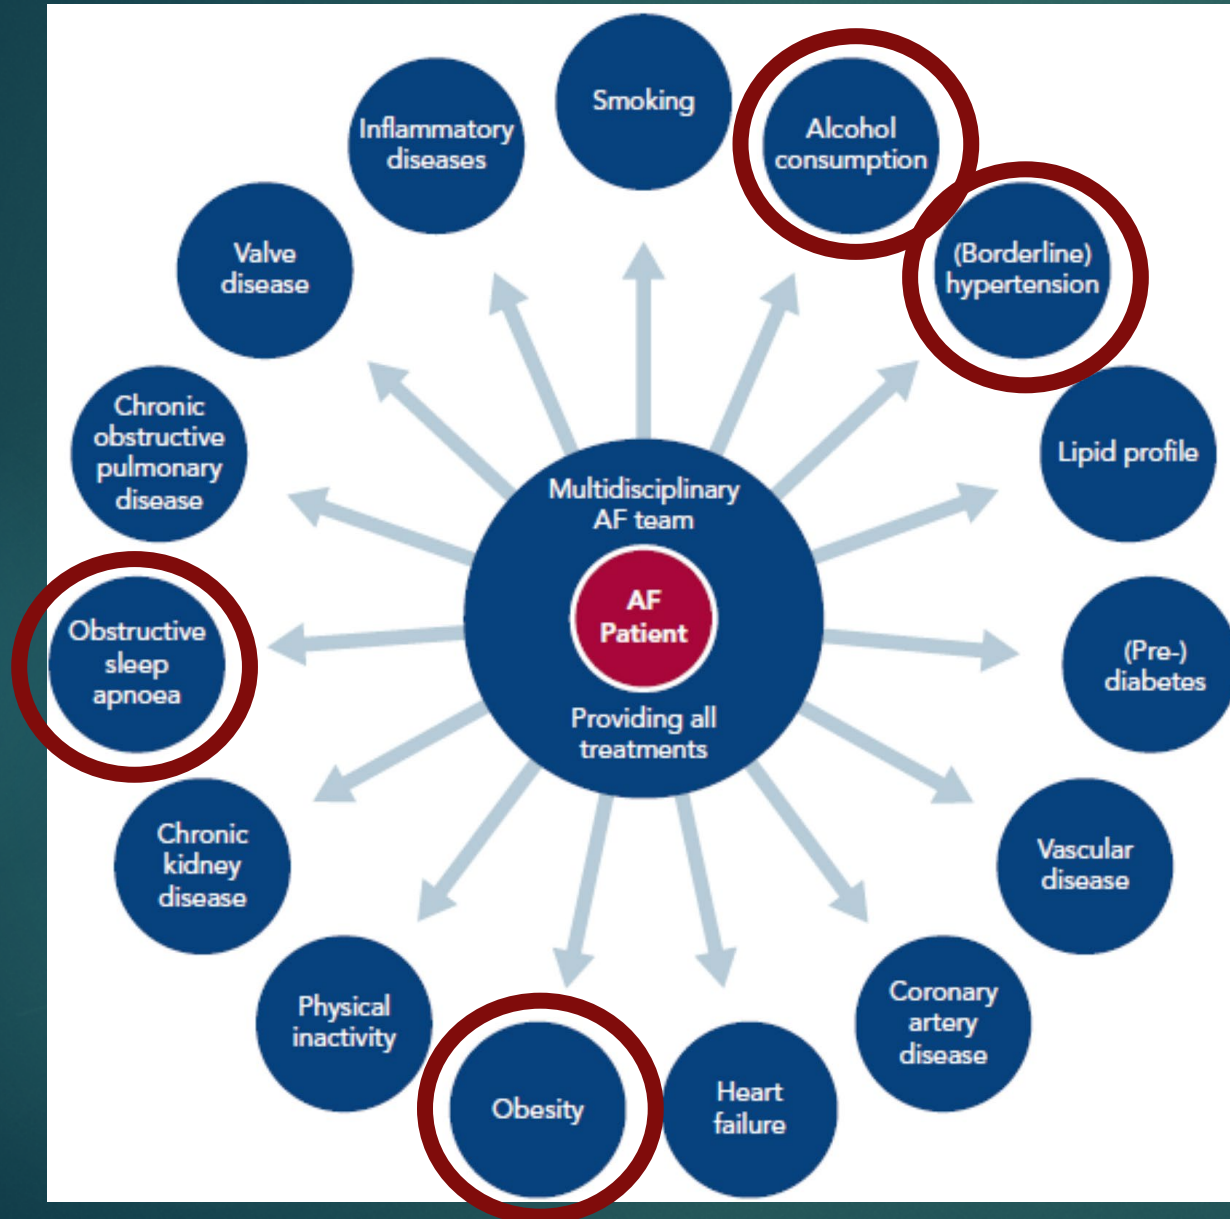 Smoking
Alcohol
consumption
(Borderline)
hypertension
Lipid profile
(Pre-)
diabetes
Vascular
disease
Coronary
artery
disease
Heart
failure
Obesity
Physical
inactivity
Chronic
kidney
disease
Obstructive
sleep
apnoea
Chronic
obstructive
pulmonary
disease
Valve
disease
Inflammatory
diseases
Multidisciplinary
AF team
AF
Patient
Providing all
treatments